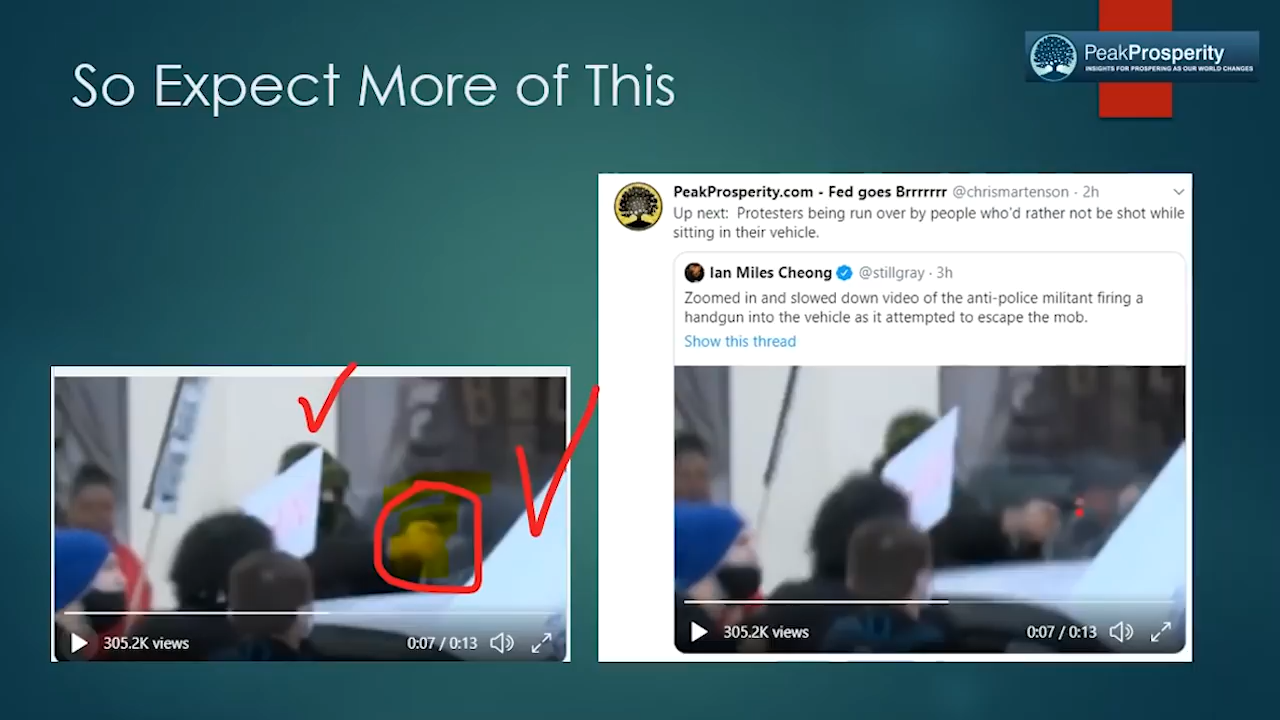 So Expect More of This
PeakProsperity
INSIGHTS FOR PROSPERING AS OUR WORLD CHANGES
PeakProsperity.com - Fed goes Brrrrrrr @chrismartenson · 2h
Up next: Protesters being run over by people who'd rather not be shot while
sitting in their vehicle.
Ian Miles Cheong @stillgray · 3h
Zoomed in and slowed down video of the anti-police militant firing a
handgun into the vehicle as it attempted to escape the mob.
Show this thread
305.2K views
0:07 / 0:13
305.2K views
0:07 / 0:13